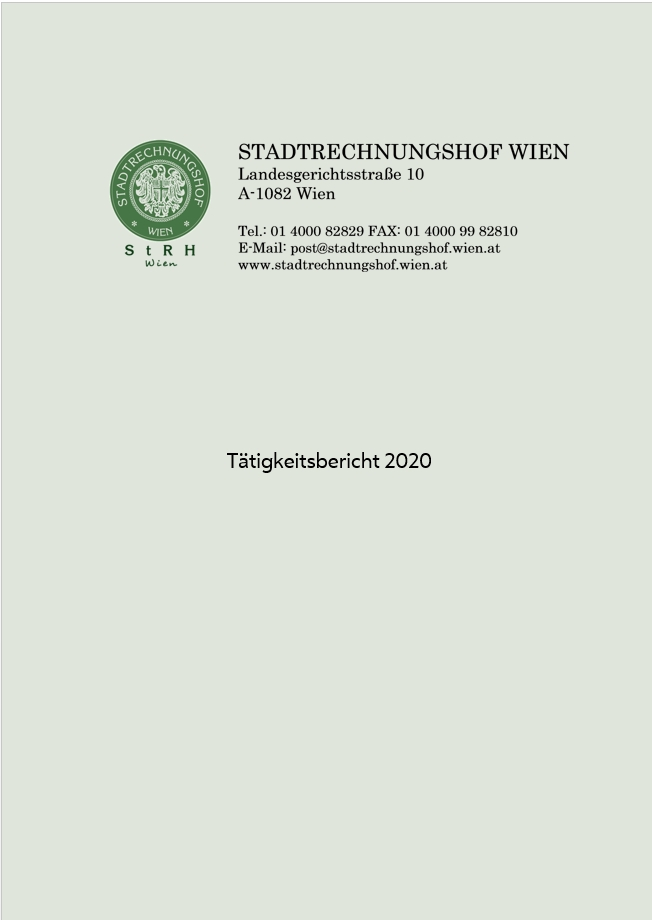 STADTRECHNUNGSHOF
WIEN
StRH
Wien
STADTRECHNUNGSHOF WIEN
Landesgerichtsstraße 10
A-1082 Wien
Tel.: 01 4000 82829 FAX: 01 4000 99 82810
E-Mail: post@stadtrechnungshof.wien.at
www.stadtrechnungshof.wien.at
Tätigkeitsbericht 2020